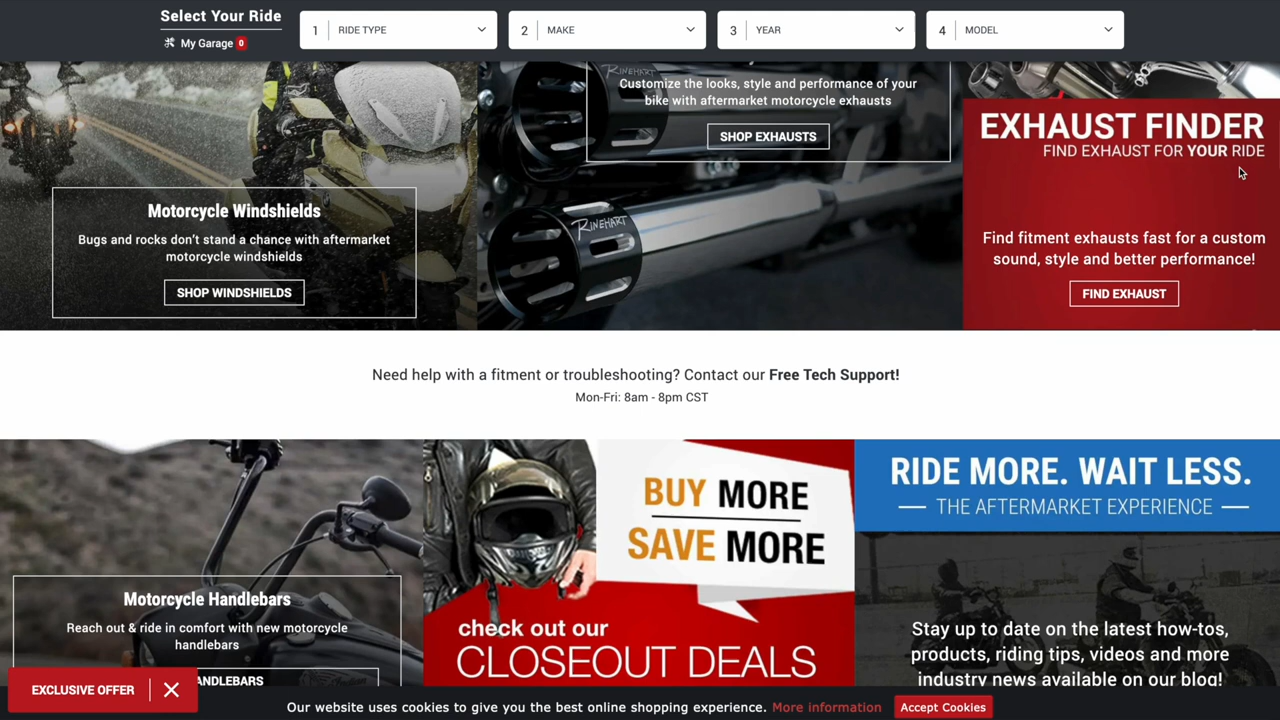 Select Your Ride
My Garage 0
1 RIDE TYPE
2 MAKE
3 YEAR
4 MODEL
RINEHART
Customize the looks, style and performance of your
bike with aftermarket motorcycle exhausts
SHOP EXHAUSTS
RINEHART
EXHAUST FINDER
FIND EXHAUST FOR YOUR RIDE
Find fitment exhausts fast for a custom
sound, style and better performance!
FIND EXHAUST
Motorcycle Windshields
Bugs and rocks don't stand a chance with aftermarket
motorcycle windshields
SHOP WINDSHIELDS
Need help with a fitment or troubleshooting? Contact our Free Tech Support!
Mon-Fri: 8am - 8pm CST
Motorcycle Handlebars
Reach out & ride in comfort with new motorcycle
handlebars
ANDLEBARS
BUY MORE
SAVE MORE
check out our
CLOSEOUT DEALS
RIDE MORE. WAIT LESS.
THE AFTERMARKET EXPERIENCE
Stay up to date on the latest how-tos,
products, riding tips, videos and more
industry news available on our blog!
EXCLUSIVE OFFER
Our website uses cookies to give you the best online shopping experience. More information Accept Cookies